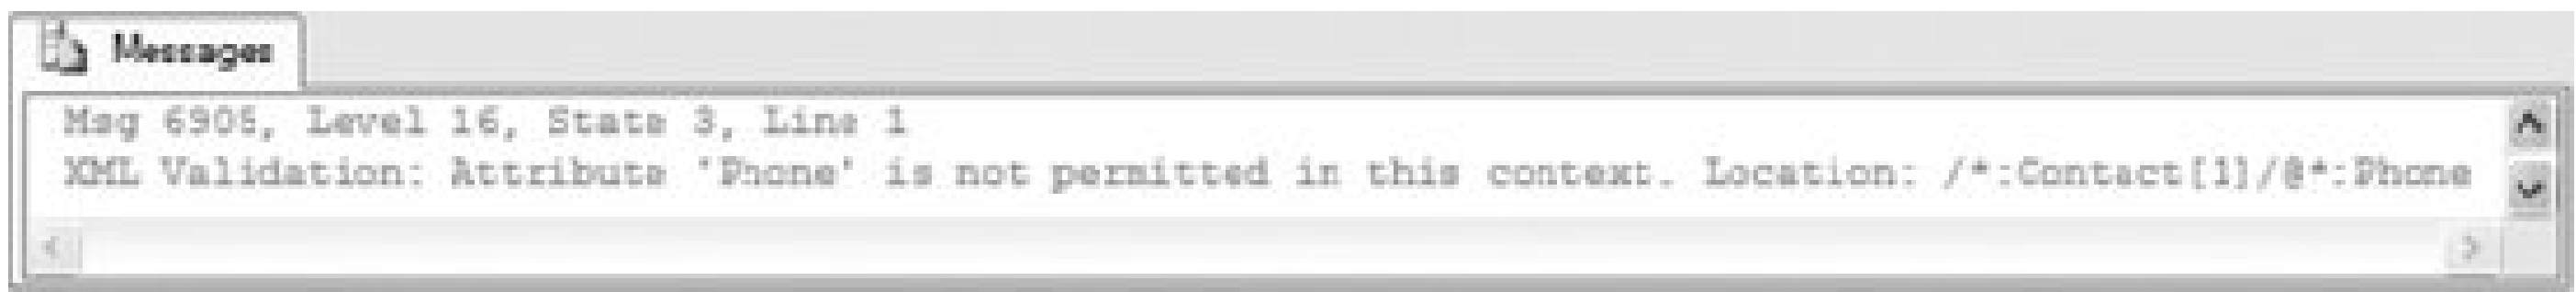 Messages
Msg 6905, Level 16, State 3, Line 1
XML Validation: Attribute 'Phone' is not permitted in this context. Location: /*:Contact[1]/@*:Phone